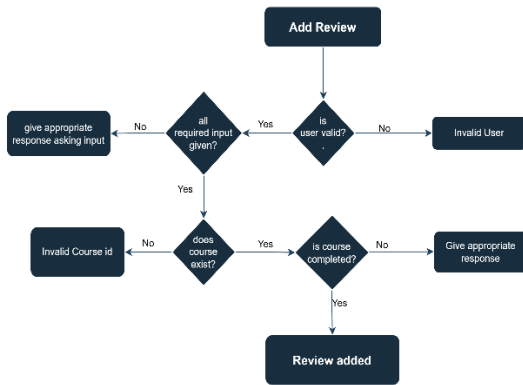 Add Review
all
required input
given?
is
user valid?
.
give appropriate
response asking input
No
Yes
No
Invalid User
Yes
Invalid Course id
No
does
course
exist?
Yes
is course
completed?
No
Give appropriate
response
Yes
Review added